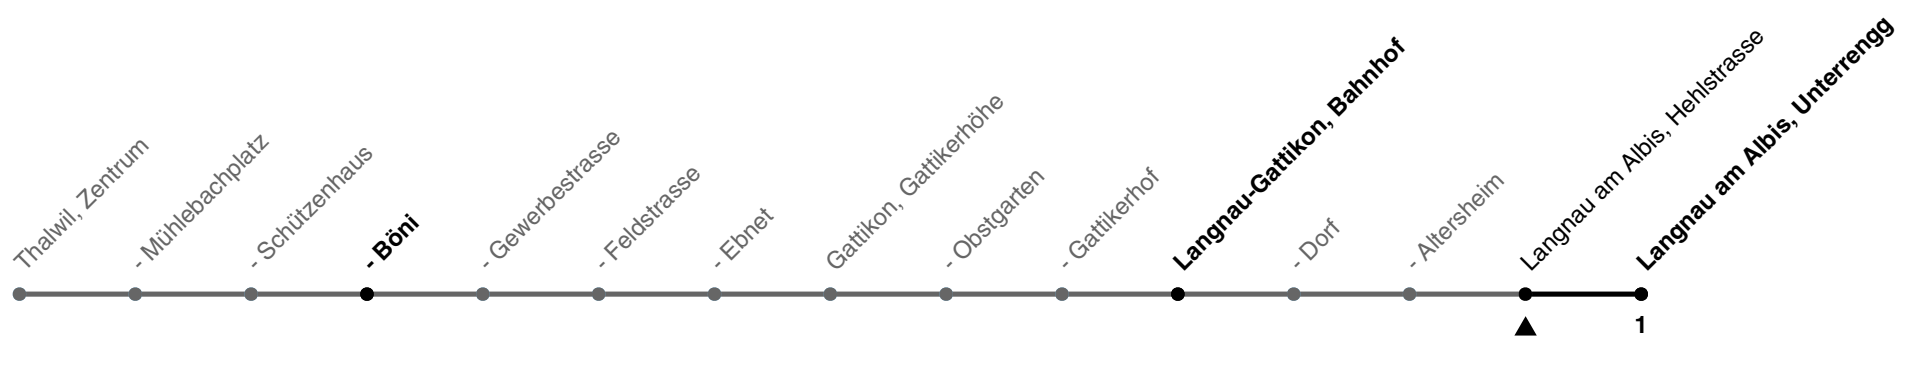 Thalwil, Zentrum
- Mühlebachplatz
- Schützenhaus
- Böni
- Gewerbestrasse
- Feldstrasse
- Ebnet
Gattikon, Gattikerhöhe
- Obstgarten
- Gattikerhof
Langnau-Gattikon, Bahnhof
- Dorf
- Altersheim
Langnau am Albis, Hehlstrasse
Langnau am Albis, Unterrengg
1